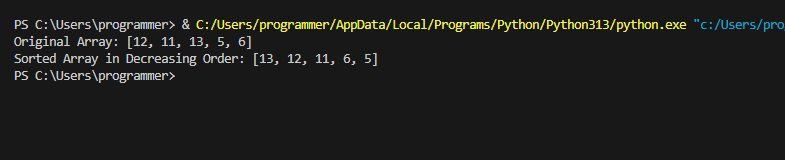 PS C:\Users\programmer> & C:/Users/programmer/AppData/Local/Programs/Python/Python313/python.exe "c:/Users/pro
Original Array: [12, 11, 13, 5, 6]
Sorted Array in Decreasing Order: [13, 12, 11, 6, 5]
PS C:\Users\programmer>